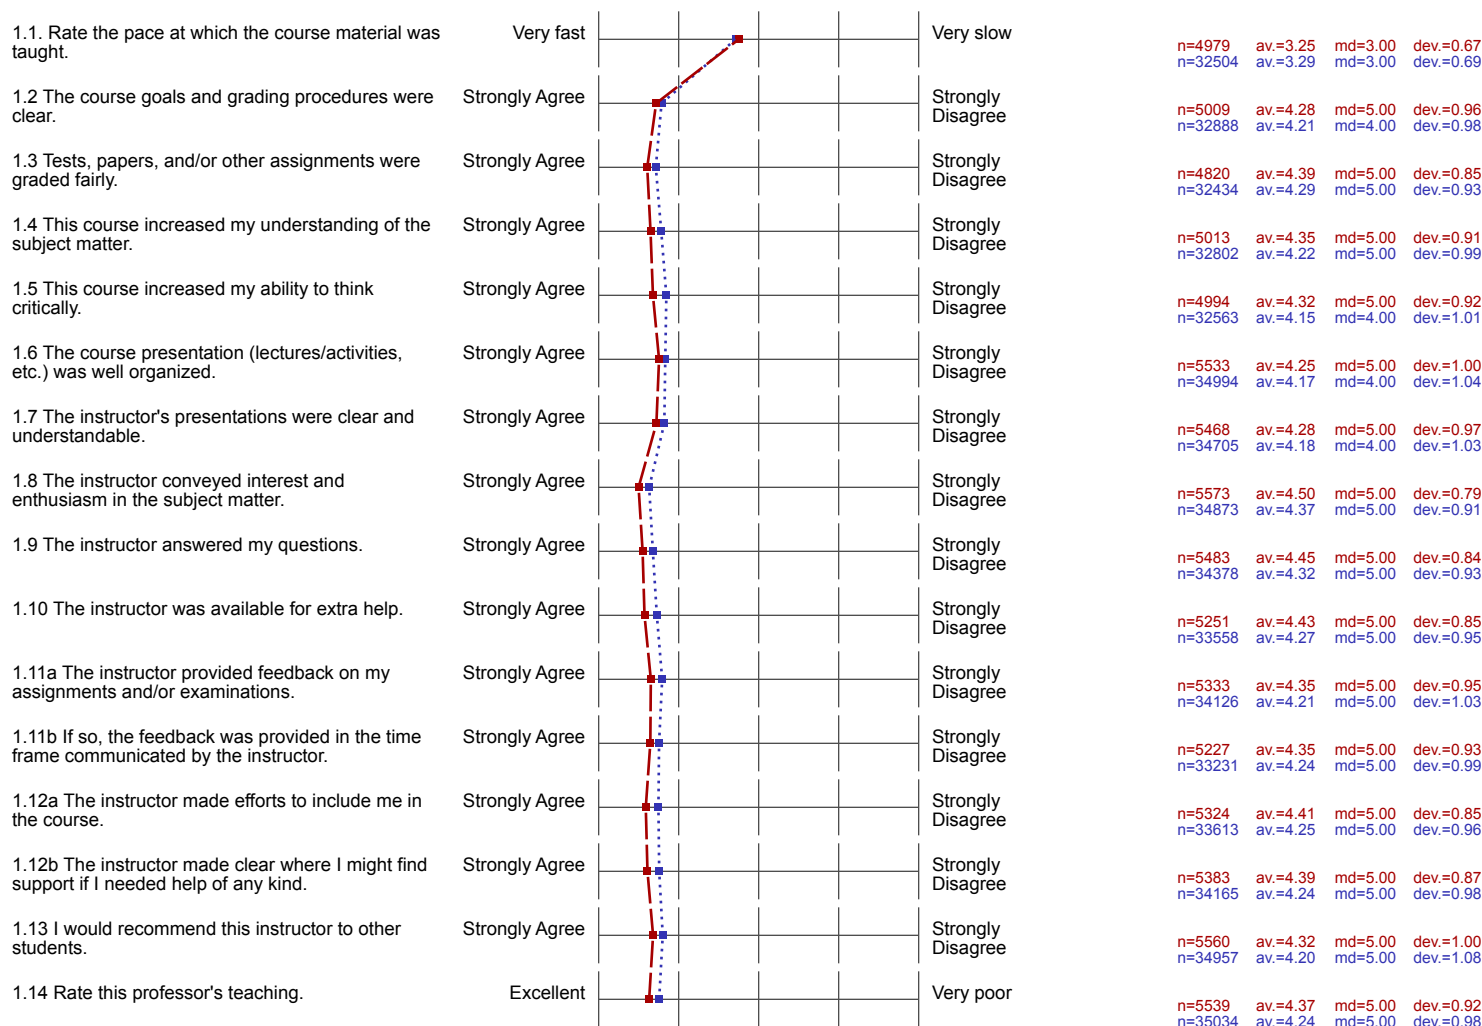 1.1. Rate the pace at which the course material was
taught.
Very fast
Very slow
n=4979 av.=3.25 md=3.00 dev.=0.67
n=32504 av.=3.29 md=3.00 dev.=0.69
1.2 The course goals and grading procedures were
clear.
Strongly Agree
Strongly
Disagree
n=5009 av.=4.28 md=5.00 dev.=0.96
n=32888 av.=4.21 md=4.00 dev.=0.98
1.3 Tests, papers, and/or other assignments were
graded fairly.
Strongly Agree
Strongly
Disagree
n=4820 av.=4.39 md=5.00 dev.=0.85
n=32434 av.=4.29 md=5.00 dev.=0.93
1.4 This course increased my understanding of the
subject matter.
Strongly Agree
Strongly
Disagree
n=5013 av.=4.35 md=5.00 dev.=0.91
n=32802 av.=4.22 md=5.00 dev.=0.99
1.5 This course increased my ability to think
critically.
Strongly Agree
Strongly
Disagree
n=4994 av.=4.32 md=5.00 dev.=0.92
n=32563 av.=4.15 md=4.00 dev.=1.01
1.6 The course presentation (lectures/activities,
etc.) was well organized.
Strongly Agree
Strongly
Disagree
n=5533 av.=4.25 md=5.00 dev.=1.00
n=34994 av.=4.17 md=4.00 dev.=1.04
1.7 The instructor's presentations were clear and
understandable.
Strongly Agree
Strongly
Disagree
n=5468 av.=4.28 md=5.00 dev.=0.97
n=34705 av.=4.18 md=4.00 dev.=1.03
1.8 The instructor conveyed interest and
enthusiasm in the subject matter.
Strongly Agree
Strongly
Disagree
n=5573 av.=4.50 md=5.00 dev.=0.79
n=34873 av.=4.37 md=5.00 dev.=0.91
1.9 The instructor answered my questions.
Strongly Agree
Strongly
Disagree
n=5483 av.=4.45 md=5.00 dev.=0.84
n=34378 av.=4.32 md=5.00 dev.=0.93
1.10 The instructor was available for extra help.
Strongly Agree
Strongly
Disagree
n=5251 av.=4.43 md=5.00 dev.=0.85
n=33558 av.=4.27 md=5.00 dev.=0.95
1.11a The instructor provided feedback on my
assignments and/or examinations.
Strongly Agree
Strongly
Disagree
n=5333 av.=4.35 md=5.00 dev.=0.95
n=34126 av.=4.21 md=5.00 dev.=1.03
1.11b If so, the feedback was provided in the time
frame communicated by the instructor.
Strongly Agree
Strongly
Disagree
n=5227 av.=4.35 md=5.00 dev.=0.93
n=33231 av.=4.24 md=5.00 dev.=0.99
1.12a The instructor made efforts to include me in
the course.
Strongly Agree
Strongly
Disagree
n=5324 av.=4.41 md=5.00 dev.=0.85
n=33613 av.=4.25 md=5.00 dev.=0.96
1.12b The instructor made clear where I might find
support if I needed help of any kind.
Strongly Agree
Strongly
Disagree
n=5383 av.=4.39 md=5.00 dev.=0.87
n=34165 av.=4.24 md=5.00 dev.=0.98
1.13 I would recommend this instructor to other
students.
Strongly Agree
Strongly
Disagree
n=5560 av.=4.32 md=5.00 dev.=1.00
n=34957 av.=4.20 md=5.00 dev.=1.08
1.14 Rate this professor's teaching.
Excellent
Very poor
n=5539 av.=4.37 md=5.00 dev.=0.92
n=35034 av.=4.24 md=5.00 dev.=0.98